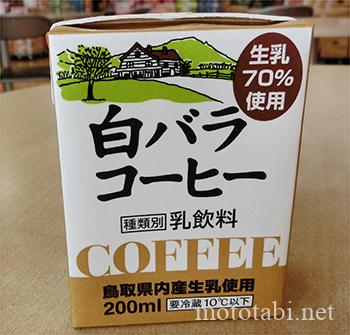 生乳
70%
使用
白バラ
コーヒー
種類別 乳飲料
COFFEE
鳥取県内産生乳使用
200ml 要冷蔵10℃以下
mototabi.net